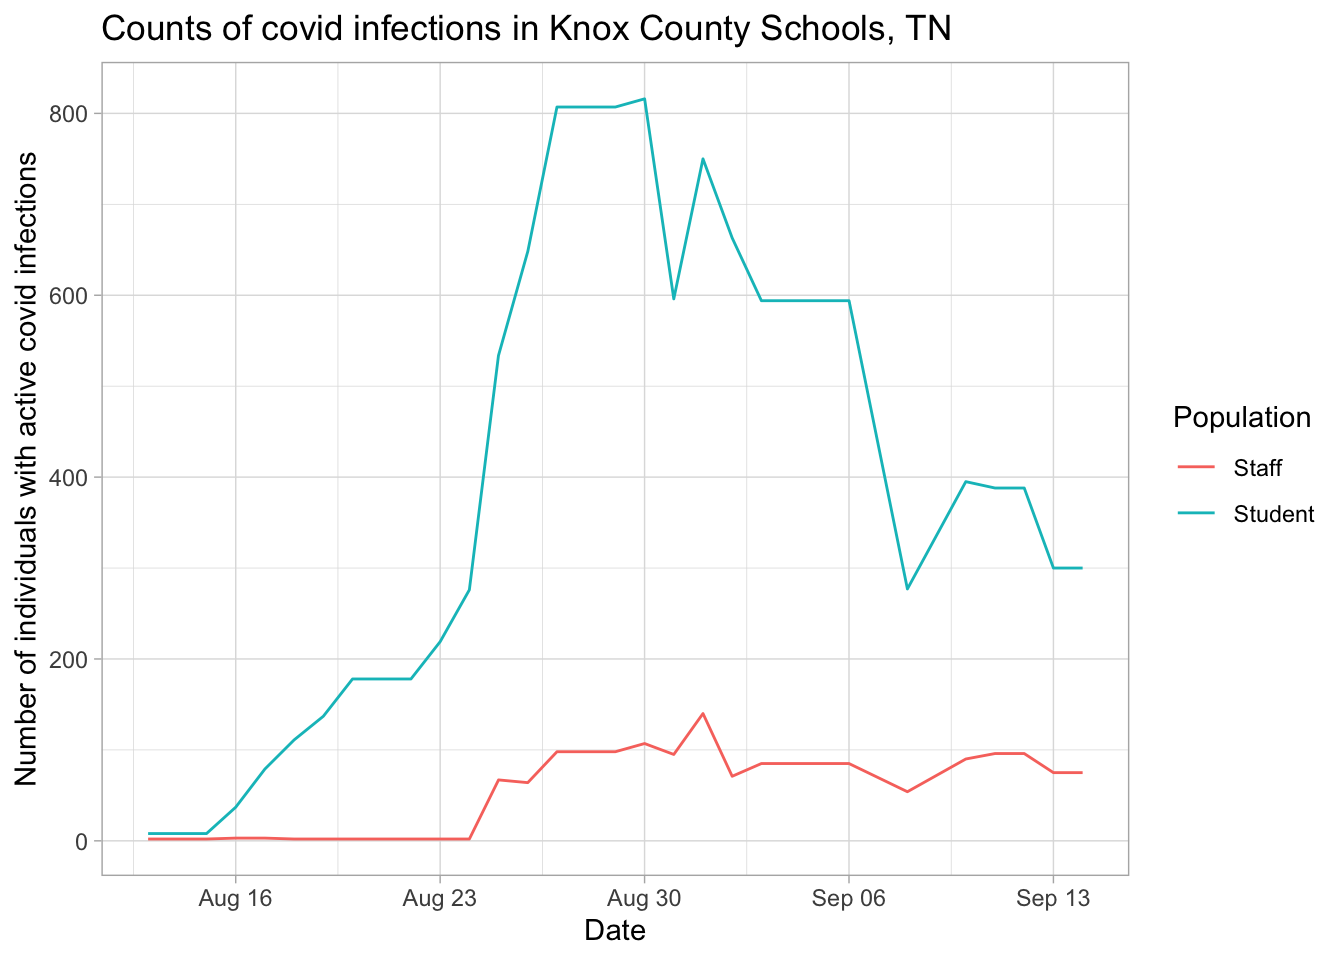 Counts of covid infections in Knox County Schools, TN
Number of individuals with active covid infections
800
600
400
200
0
Aug 16
Aug 23
Aug 30
Sep 06
Sep 13
Date
Population
Staff
Student